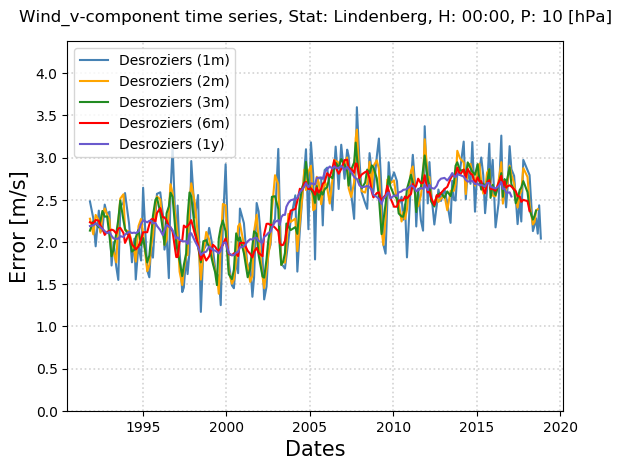 Wind_v-component time series, Stat: Lindenberg, H: 00:00, P: 10 [hPa]
Desroziers (1m)
Desroziers (2m)
Desroziers (3m)
Desroziers (6m)
Desroziers (1y)
Error [m/s]
4.0
3.5
3.0
2.5
2.0
1.5
1.0
0.5
0.0
1995
2000
2005
2010
2015
2020
Dates